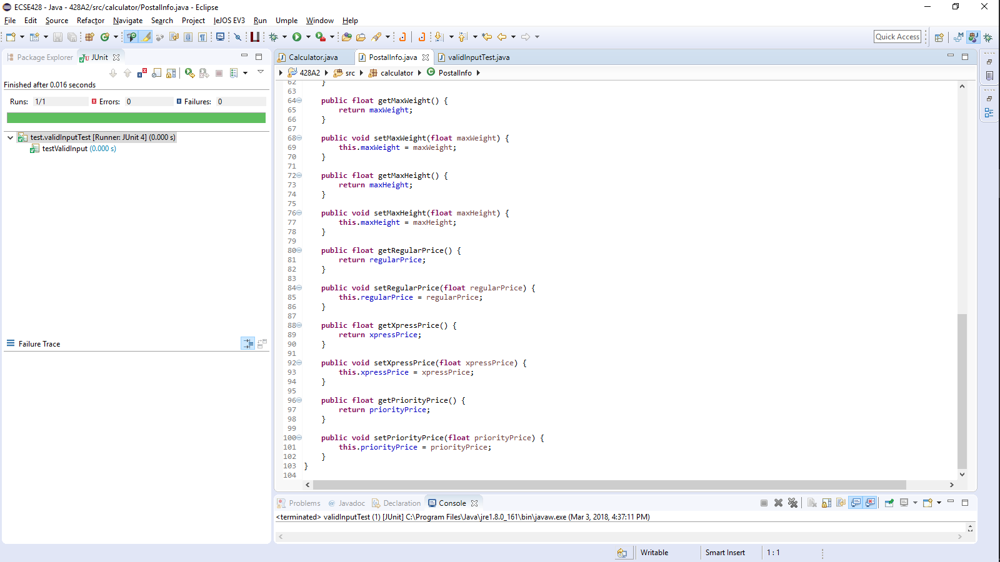 ECSE428 - Java - 428A2/src/calculator/PostalInfo.java - Eclipse
File Edit Source Refactor Navigate Search Project leJOS EV3 Run Umple Window Help
Quick Access
Package Explorer JUnit
Finished after 0.016 seconds
Runs: 1/1 Errors: 0 Failures: 0
test.validInputTest [Runner: JUnit 4] (0.000 s)
testValidInput (0.000 s)
Failure Trace
Calculator.java PostalInfo.java validInputTest.java
428A2 src calculator PostalInfo
62 }
63
64 public float getMaxWeight() {
65 return maxWeight;
66 }
67
68 public void setMaxWeight(float maxWeight) {
69 this.maxWeight = maxWeight;
70 }
71
72 public float getMaxHeight() {
73 return maxHeight;
74 }
75
76 public void setMaxHeight(float maxHeight) {
77 this.maxHeight = maxHeight;
78 }
79
80 public float getRegularPrice() {
81 return regularPrice;
82 }
83
84 public void setRegularPrice(float regularPrice) {
85 this.regularPrice = regularPrice;
86 }
87
88 public float getXpressPrice() {
89 return xpressPrice;
90 }
91
92 public void setXpressPrice(float xpressPrice) {
93 this.xpressPrice = xpressPrice;
94 }
95
96 public float getPriorityPrice() {
97 return priorityPrice;
98 }
99
100 public void setPriorityPrice(float priorityPrice) {
101 this.priorityPrice = priorityPrice;
102 }
103 }
104
Problems @ Javadoc Declaration Console
<terminated> validInputTest (1) [JUnit] C:\Program Files\Java\jre1.8.0_161\bin\javaw.exe (Mar 3, 2018, 4:37:11 PM)
Writable Smart Insert 1 : 1